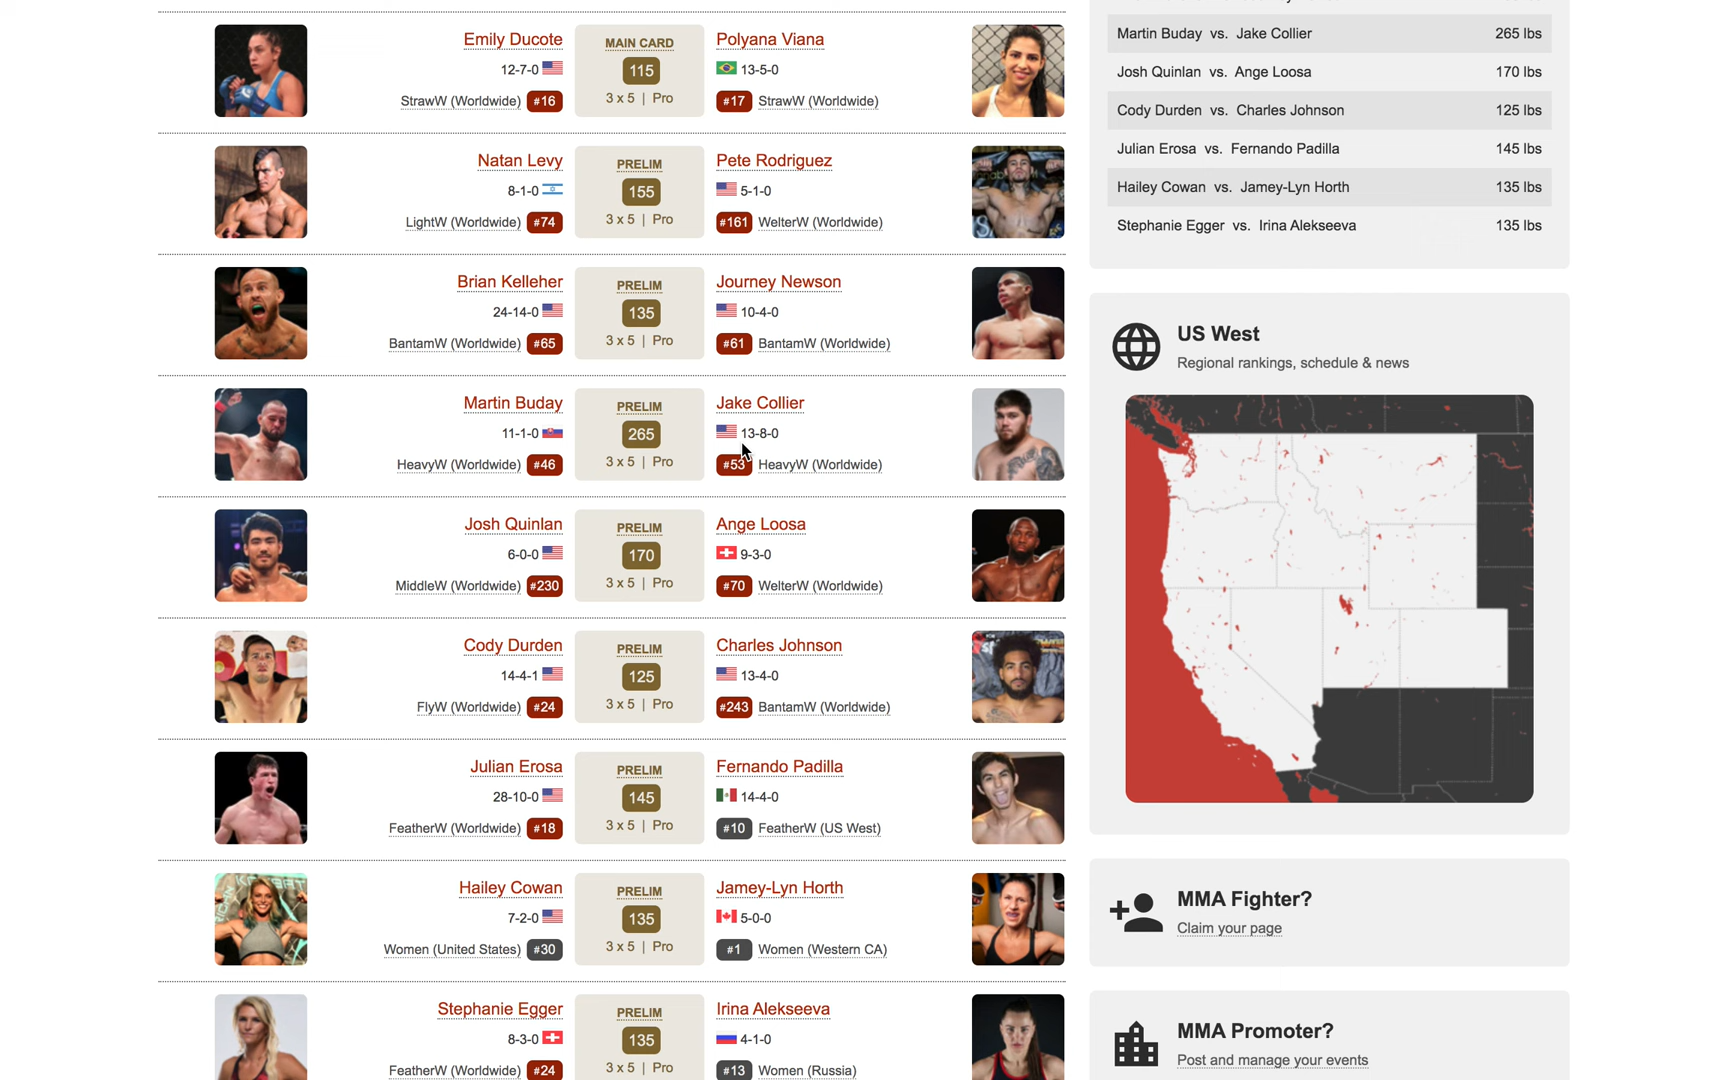 Emily Ducote
12-7-0
StrawW (Worldwide) #16
MAIN CARD
115
3 x 5 | Pro
Polyana Viana
13-5-0
#17 StrawW (Worldwide)
Natan Levy
8-1-0
LightW (Worldwide) #74
PRELIM
155
3 x 5 | Pro
Pete Rodriguez
5-1-0
#161 WelterW (Worldwide)
Brian Kelleher
24-14-0
BantamW (Worldwide) #65
PRELIM
135
3 x 5 | Pro
Journey Newson
10-4-0
#61 BantamW (Worldwide)
Martin Buday
11-1-0
HeavyW (Worldwide) #46
PRELIM
265
3 x 5 | Pro
Jake Collier
13-8-0
#53 HeavyW (Worldwide)
Josh Quinlan
6-0-0
MiddleW (Worldwide) #230
PRELIM
170
3 x 5 | Pro
Ange Loosa
9-3-0
#70 WelterW (Worldwide)
Cody Durden
14-4-1
FlyW (Worldwide) #24
PRELIM
125
3 x 5 | Pro
Charles Johnson
13-4-0
#243 BantamW (Worldwide)
Julian Erosa
28-10-0
FeatherW (Worldwide) #18
PRELIM
145
3 x 5 | Pro
Fernando Padilla
14-4-0
#10 FeatherW (US West)
Hailey Cowan
7-2-0
Women (United States) #30
PRELIM
135
3 x 5 | Pro
Jamey-Lyn Horth
5-0-0
#1 Women (Western CA)
Stephanie Egger
8-3-0
FeatherW (Worldwide) #24
PRELIM
135
3 x 5 | Pro
Irina Alekseeva
4-1-0
#13 Women (Russia)
Martin Buday vs. Jake Collier 265 lbs
Josh Quinlan vs. Ange Loosa 170 lbs
Cody Durden vs. Charles Johnson 125 lbs
Julian Erosa vs. Fernando Padilla 145 lbs
Hailey Cowan vs. Jamey-Lyn Horth 135 lbs
Stephanie Egger vs. Irina Alekseeva 135 lbs
US West
Regional rankings, schedule & news
MMA Fighter?
Claim your page
MMA Promoter?
Post and manage your events